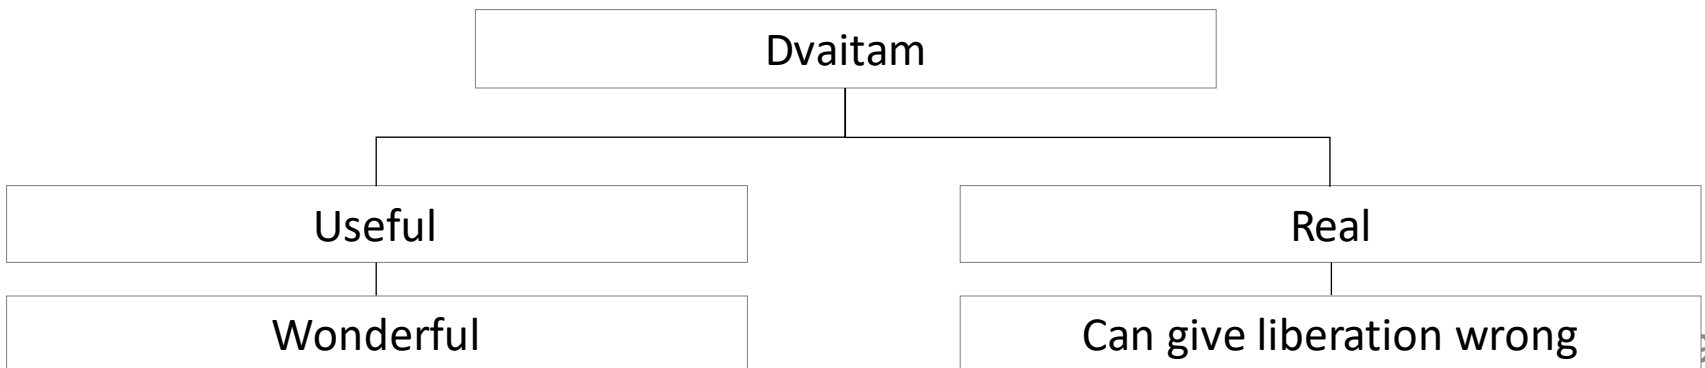 Dvaitam
Useful
Real
Wonderful
Can give liberation wrong